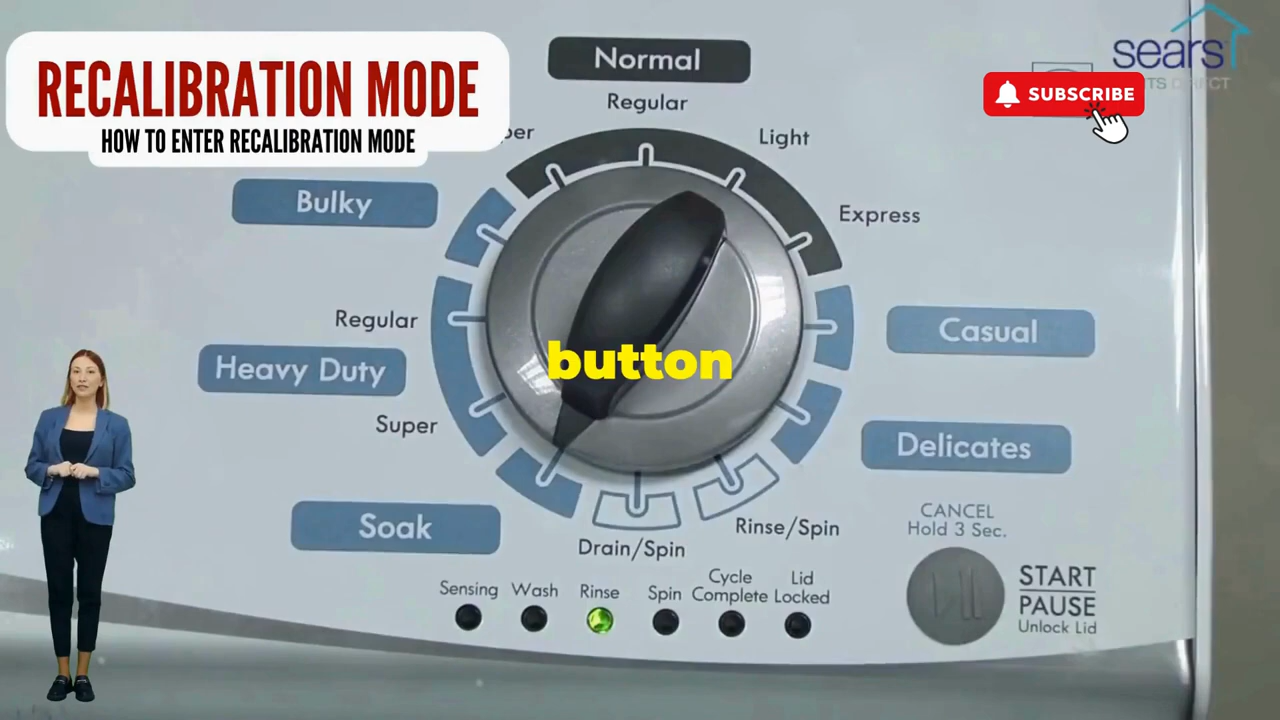 RECALIBRATION MODE
HOW TO ENTER RECALIBRATION MODE
sears
DIRECT
SUBSCRIBE
Normal
Regular
Light
Express
Bulky
Regular
Heavy Duty
Super
button
Casual
Delicates
Soak
Drain/Spin
Rinse/Spin
CANCEL
Hold 3 Sec.
START
PAUSE
Unlock Lid
Sensing
Wash
Rinse
Spin
Cycle
Complete
Lid
Locked